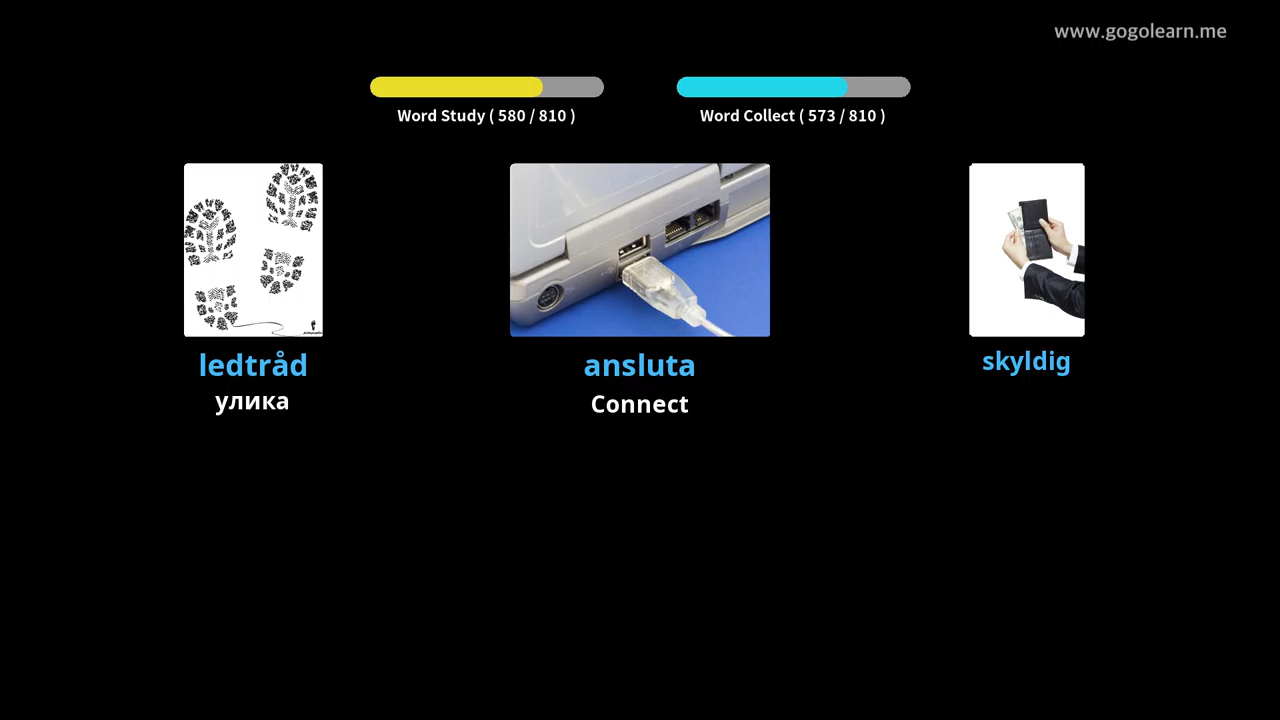 www.gogolearn.me
Word Study ( 580 / 810 )
Word Collect ( 573 / 810 )
ledtråd
улика
ansluta
Connect
skyldig